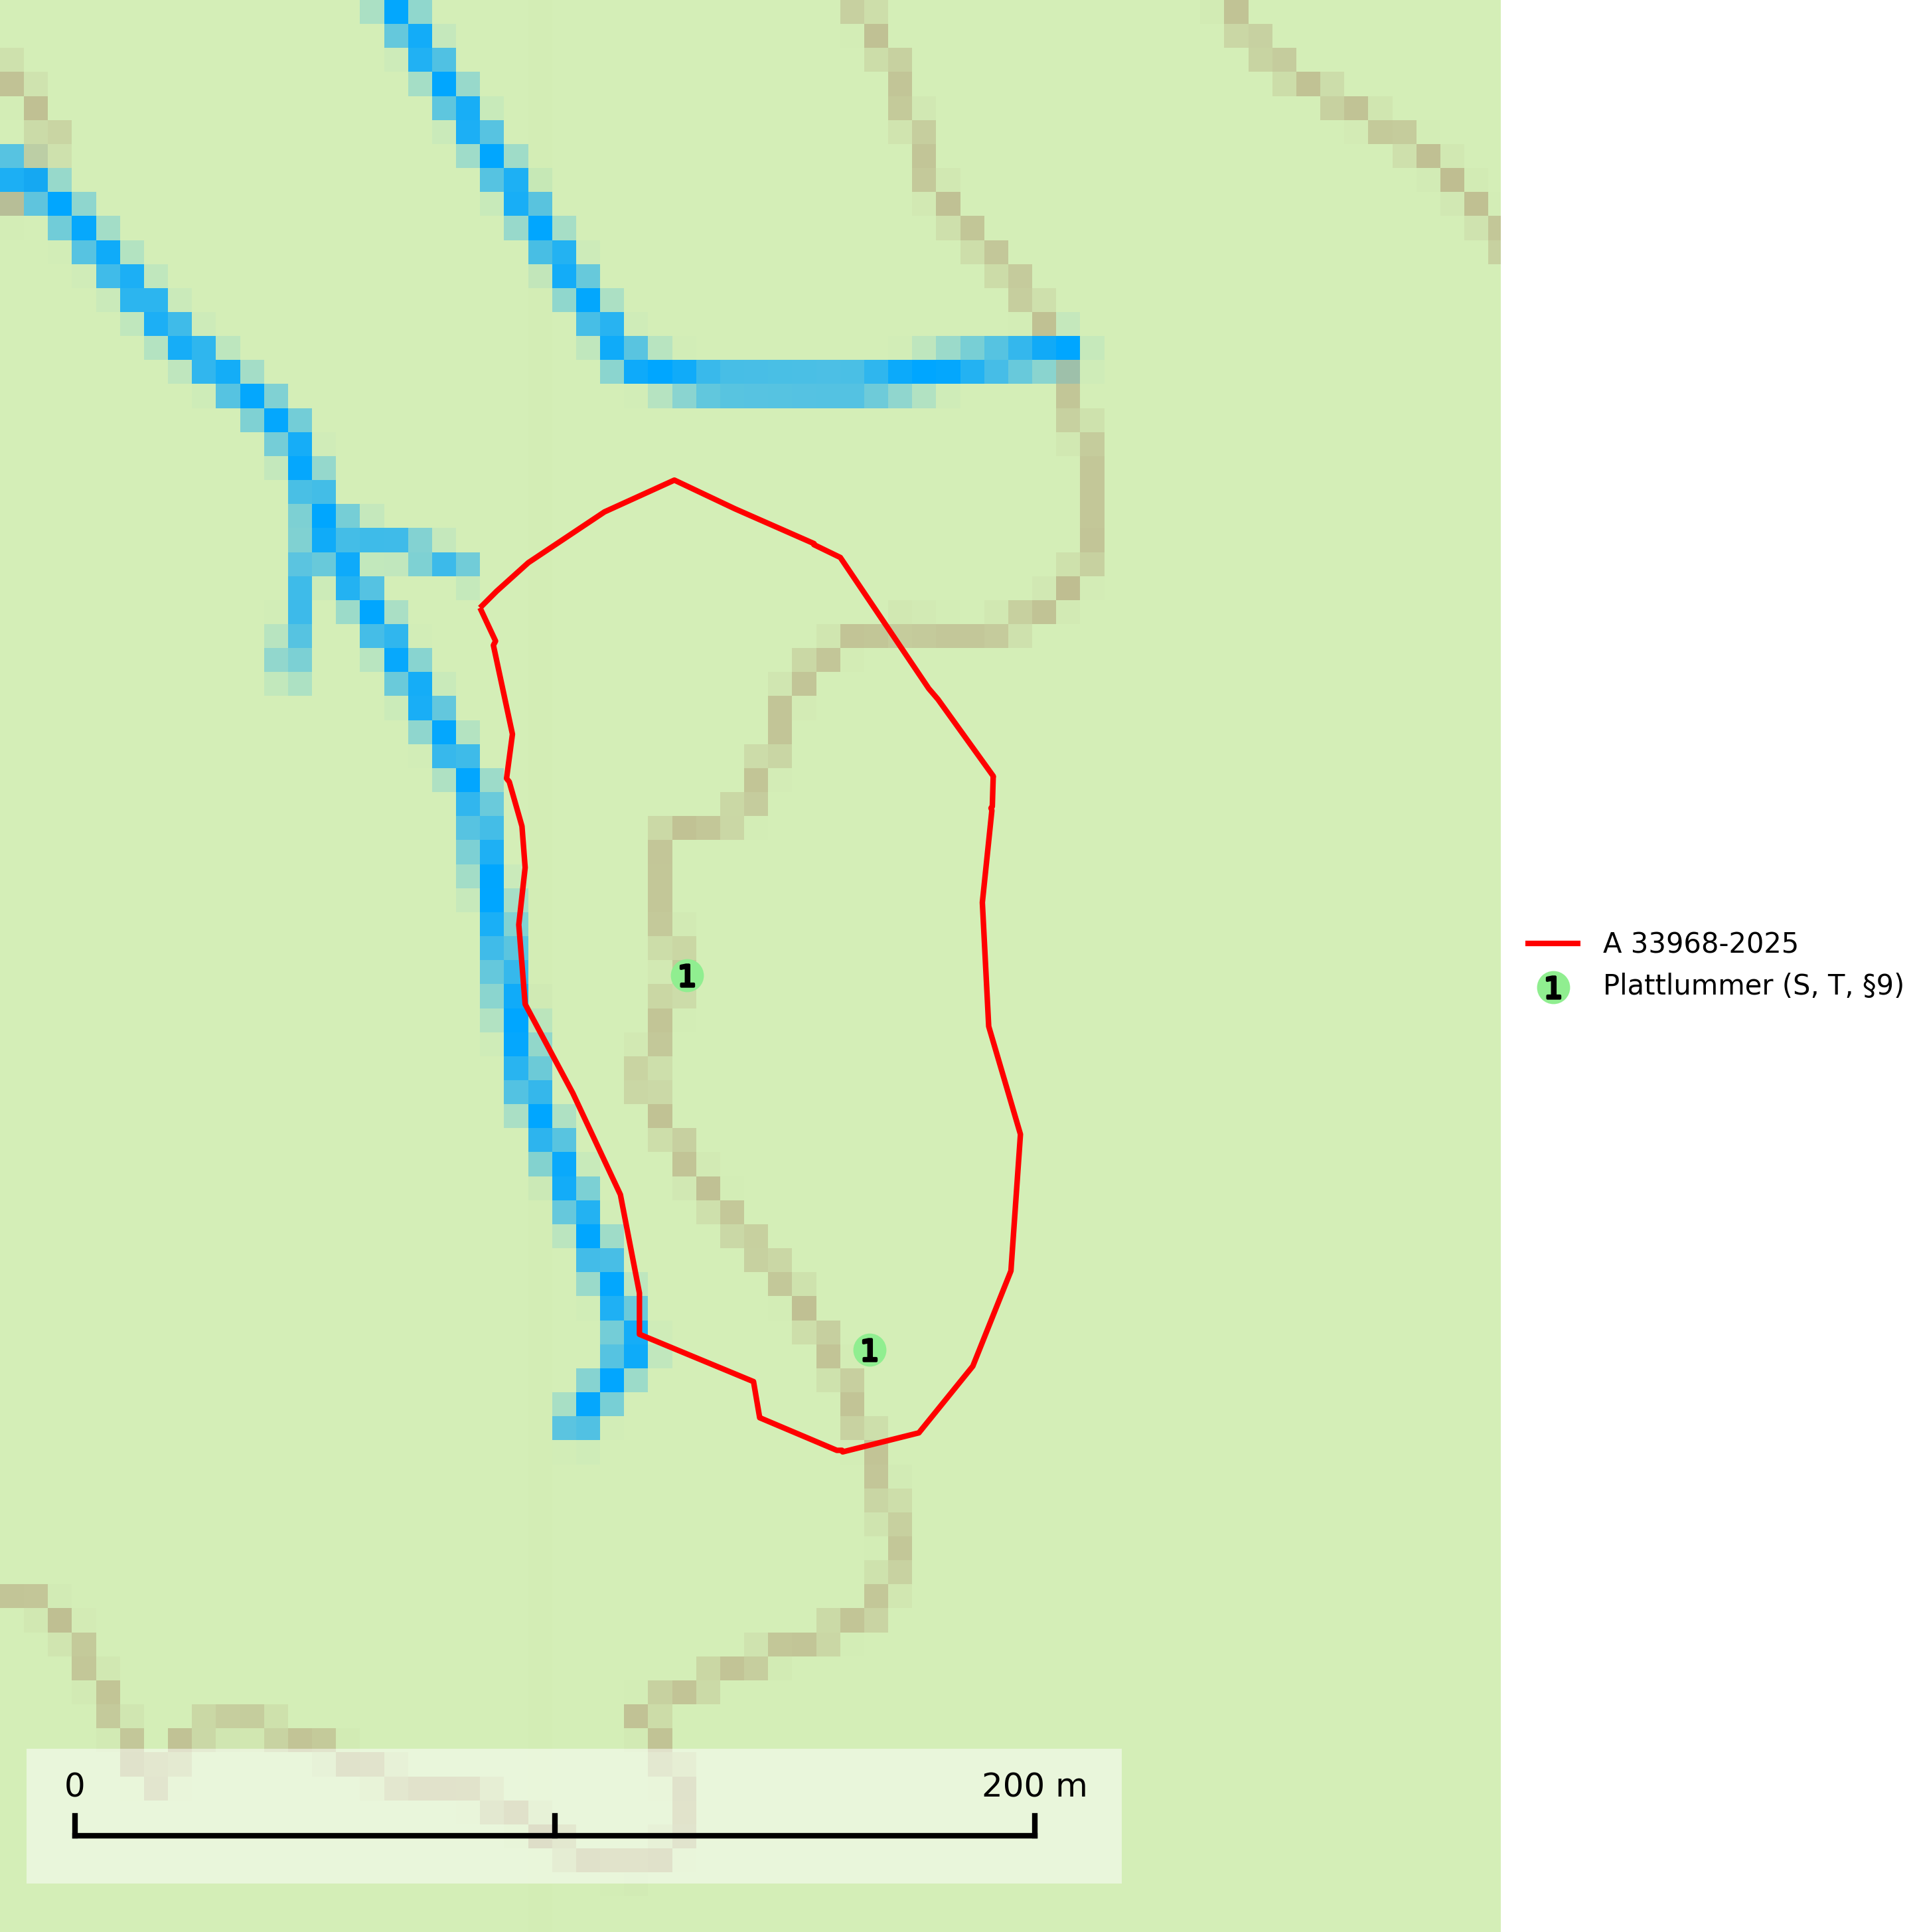 A 33968-2025
1 Plattlummer (S, T, §9)
1
1
0 200 m